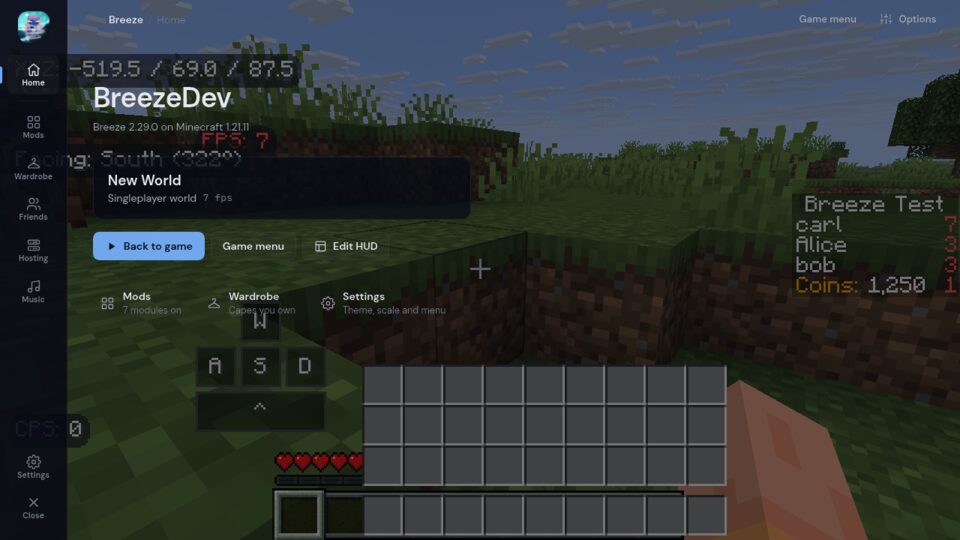 Breeze / Home
Game menu
Options
XYZ: -519.5 / 69.0 / 87.5
Home
BreezeDev
Breeze 2.29.0 on Minecraft 1.21.11
FPS: 7
Mods
Facing: South (322°)
Wardrobe
New World
Singleplayer world 7 fps
Friends
Breeze Test
carl 7
Alice 3
bob 3
Coins: 1,250 1
Hosting
Back to game
Game menu
Edit HUD
Music
Mods
7 modules on
Wardrobe
Capes you own
Settings
Theme, scale and menu
W
A S D
^
CPS: 0
Settings
Close